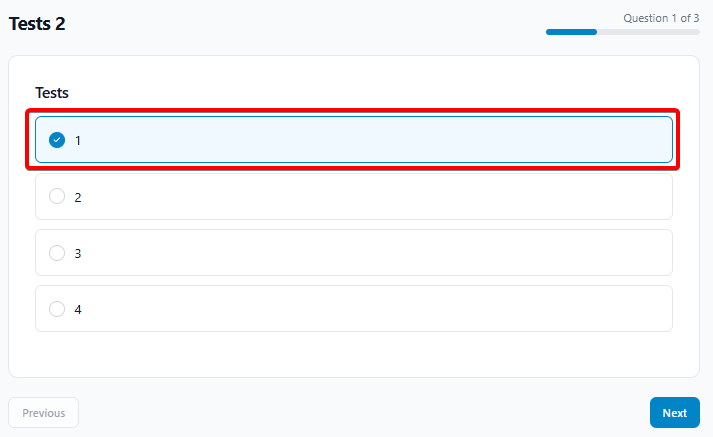 Tests 2
Question 1 of 3
Tests
1
2
3
4
Previous
Next